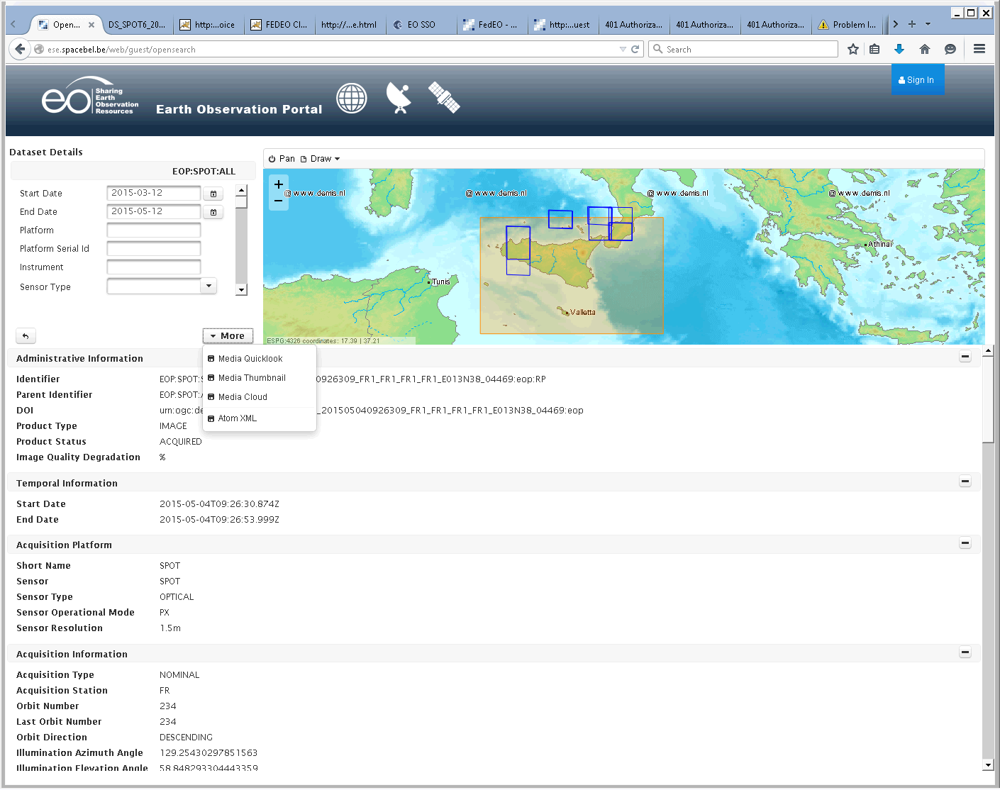 Open...
DS_SPOT6_20...
http:...oice
FEDEO Cl...
http://...e.html
EO SSO
FedEO - ...
http:...uest
401 Authoriza...
401 Authoriza...
401 Authoriza...
Problem l...
ese.spacebel.be/web/guest/opensearch
Search
Sign In
eo Sharing
Earth
Observation
Resources
Earth Observation Portal
Dataset Details
EOP:SPOT:ALL
Start Date 2015-03-12
End Date 2015-05-12
Platform
Platform Serial Id
Instrument
Sensor Type
More
Pan Draw
+
−
@www.demis.nl @www.demis.nl @www.demis.nl @www.demis.nl
Athinai
Tunis
Valletta
ESPG:4326 coordinates: 17.39 | 37.21
Media Quicklook
Media Thumbnail
Media Cloud
Atom XML
Administrative Information
Identifier EOP:SPOT: 0926309_FR1_FR1_FR1_FR1_E013N38_04469:eop:RP
Parent Identifier EOP:SPOT:
DOI urn:ogc:de _201505040926309_FR1_FR1_FR1_FR1_E013N38_04469:eop
Product Type IMAGE
Product Status ACQUIRED
Image Quality Degradation %
Temporal Information
Start Date 2015-05-04T09:26:30.874Z
End Date 2015-05-04T09:26:53.999Z
Acquisition Platform
Short Name SPOT
Sensor SPOT
Sensor Type OPTICAL
Sensor Operational Mode PX
Sensor Resolution 1.5m
Acquisition Information
Acquisition Type NOMINAL
Acquisition Station FR
Orbit Number 234
Last Orbit Number 234
Orbit Direction DESCENDING
Illumination Azimuth Angle 129.25430297851563
Illumination Elevation Angle 58.848293304443359